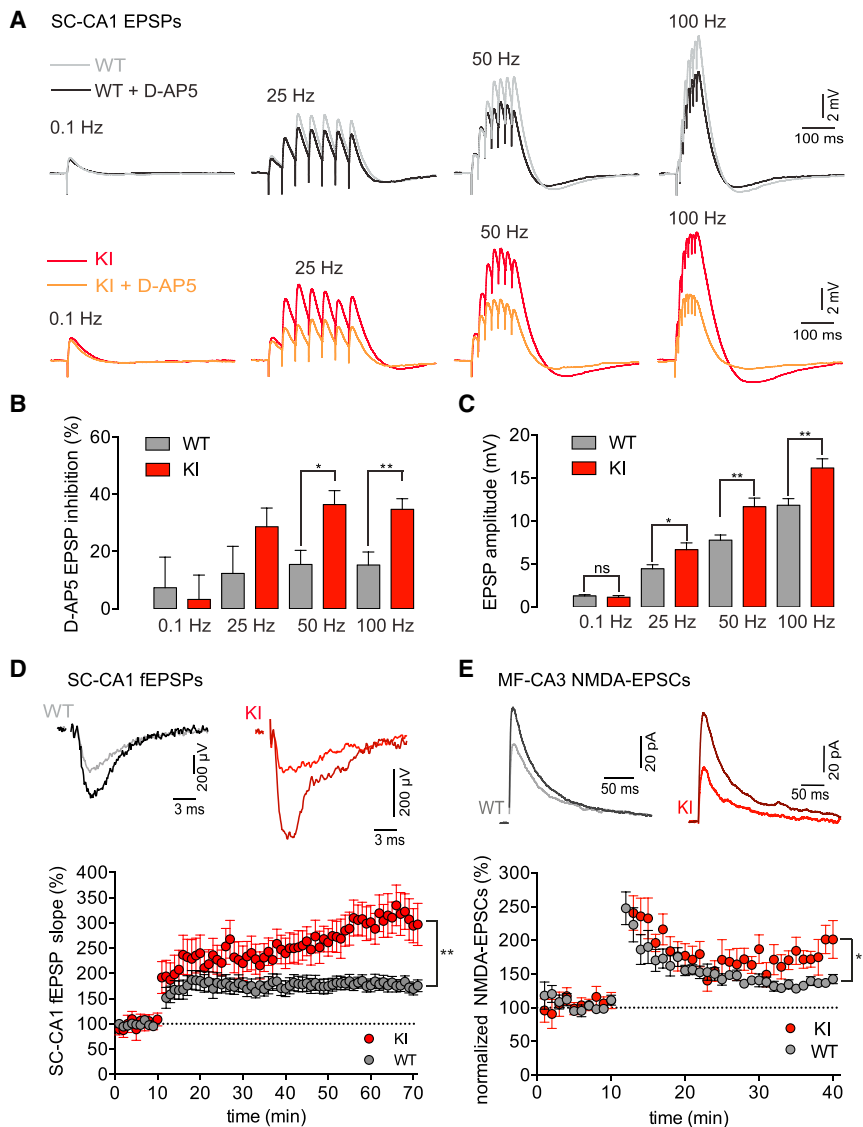 A SC-CA1 EPSPs
WT
WT + D-AP5
0.1 Hz
25 Hz
50 Hz
100 Hz
2 mV
100 ms
KI
KI + D-AP5
0.1 Hz
25 Hz
50 Hz
100 Hz
2 mV
100 ms
B
D-AP5 EPSP inhibition (%)
60
40
20
0
WT
KI
*
**
0.1 Hz 25 Hz 50 Hz 100 Hz
C
EPSP amplitude (mV)
20
15
10
5
0
WT
KI
ns
*
**
**
0.1 Hz 25 Hz 50 Hz 100 Hz
D SC-CA1 fEPSPs
WT
200 µV
3 ms
KI
200 µV
3 ms
SC-CA1 fEPSP slope (%)
400
350
300
250
200
150
100
50
0
**
KI
WT
0 10 20 30 40 50 60 70
time (min)
E MF-CA3 NMDA-EPSCs
WT
20 pA
50 ms
KI
20 pA
50 ms
normalized NMDA-EPSCs (%)
300
250
200
150
100
50
0
*
KI
WT
0 10 20 30 40
time (min)